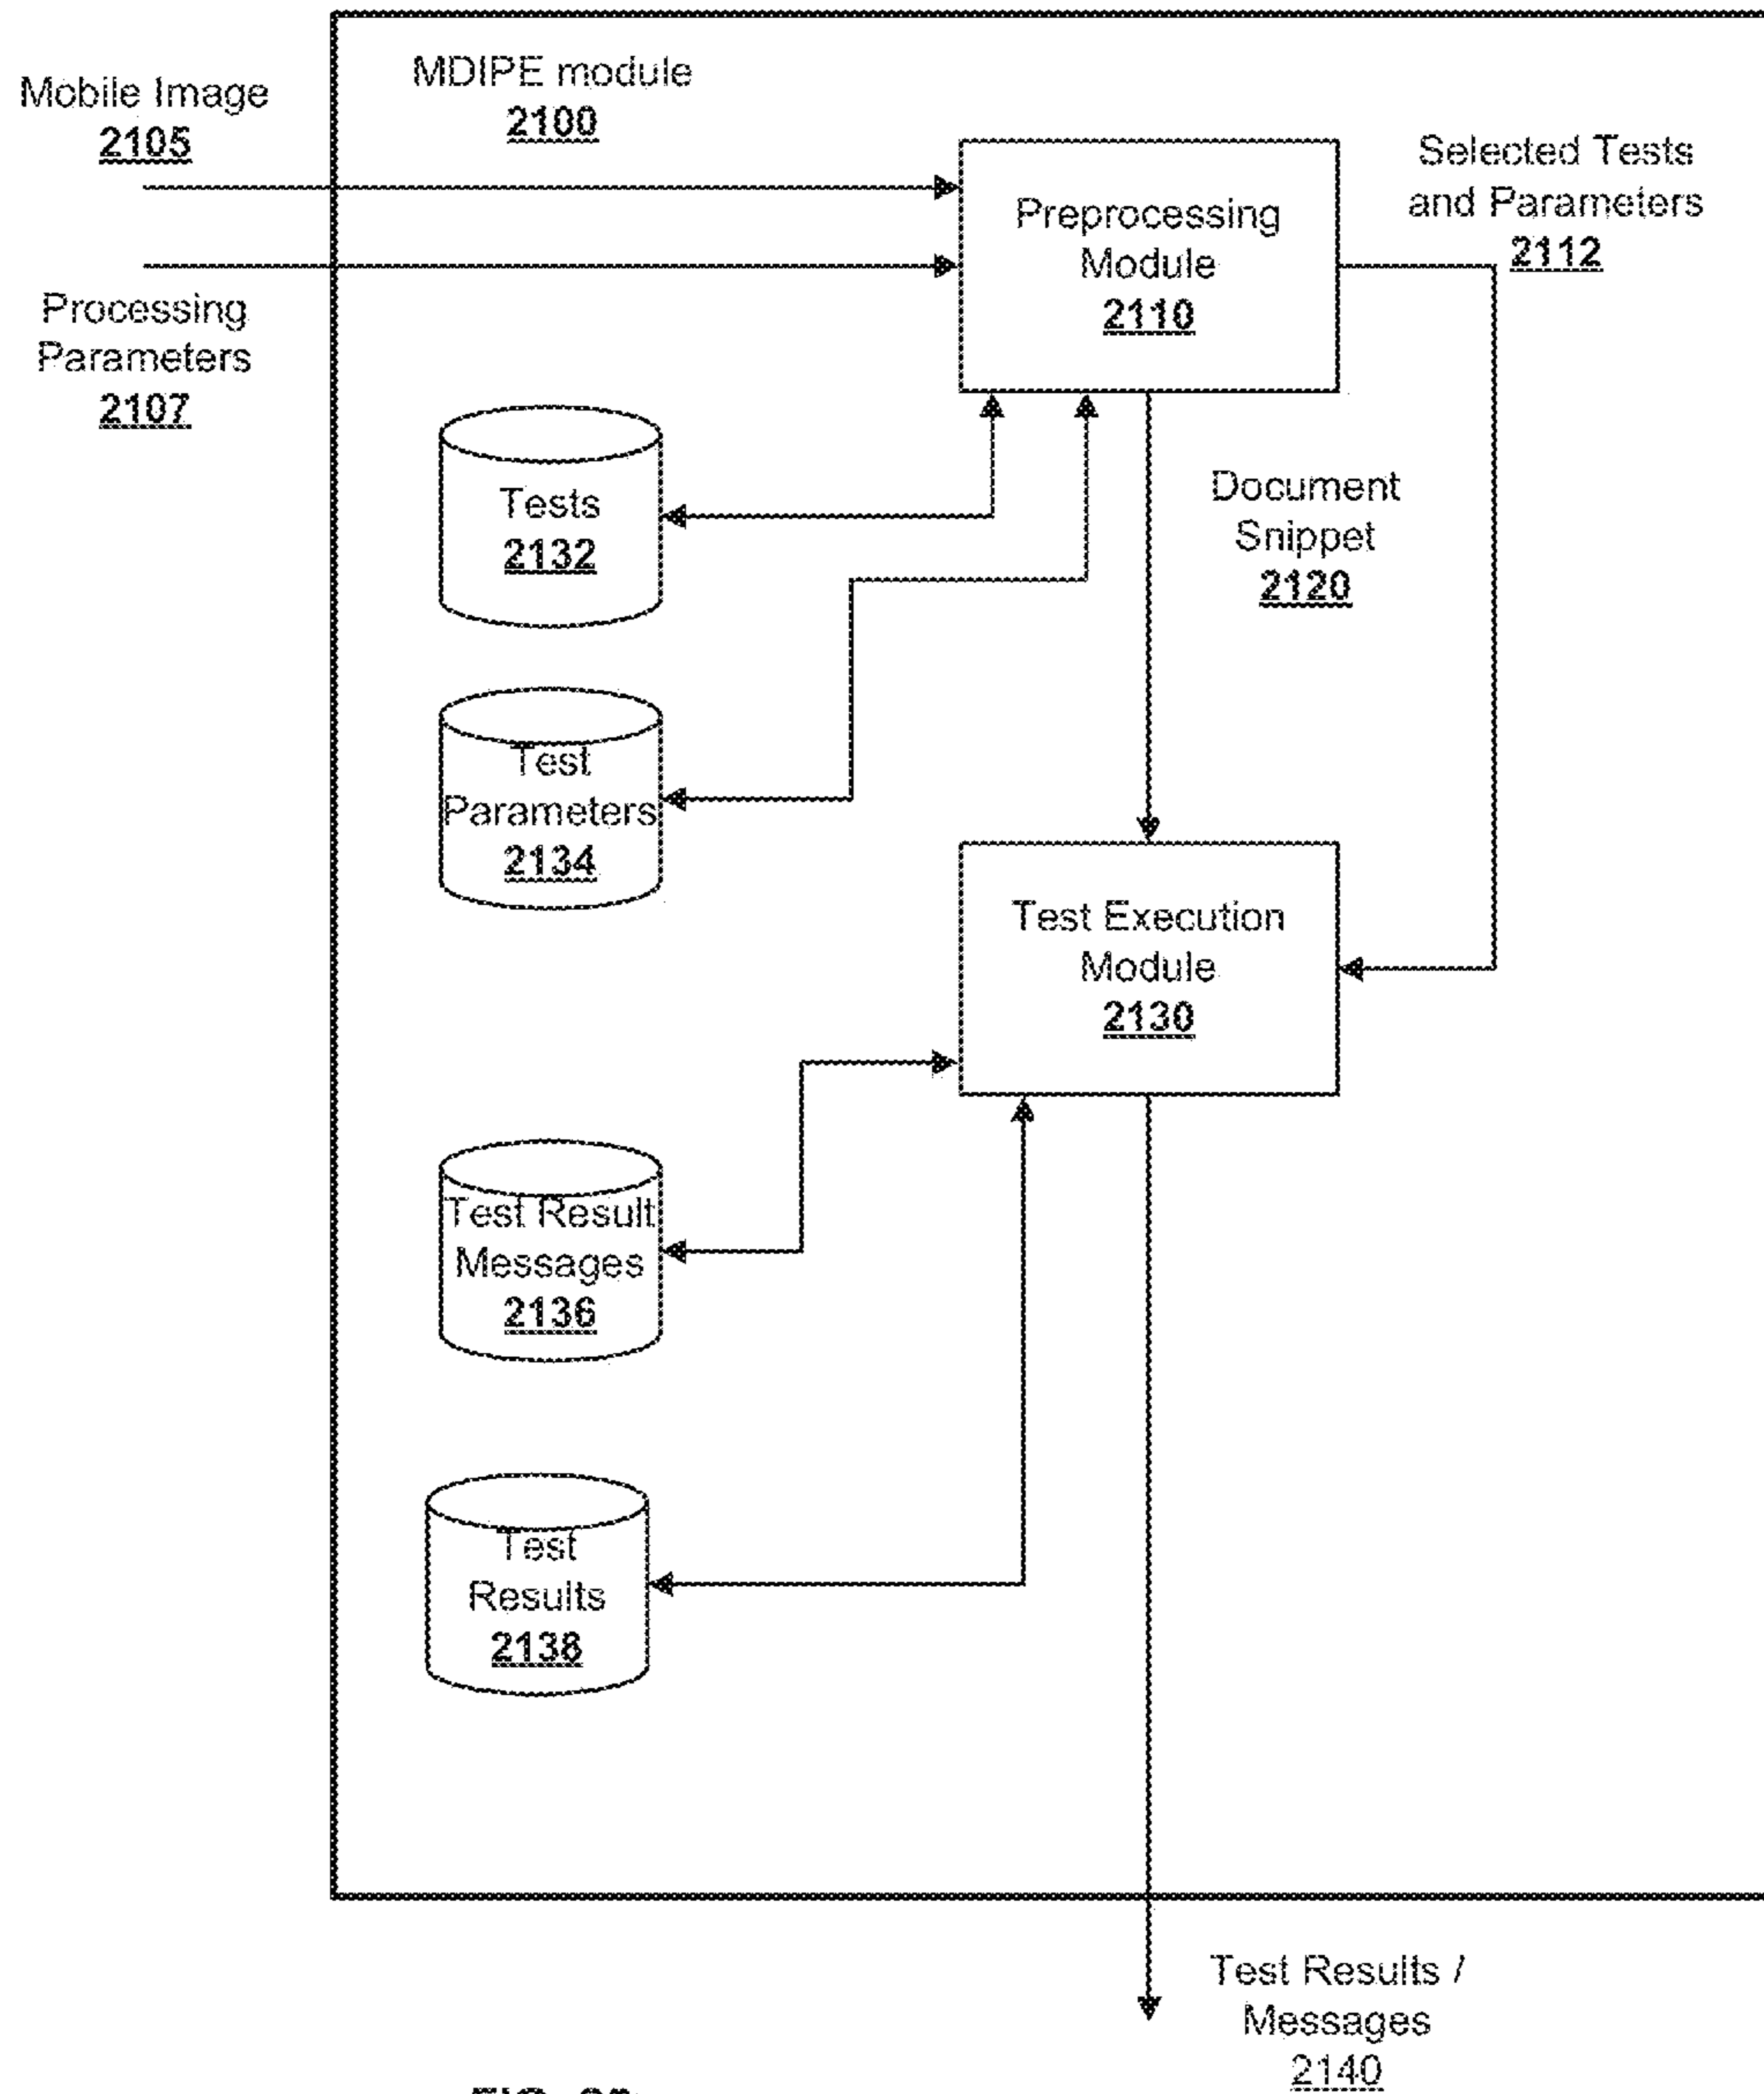 Mobile Image
2105
MDIPE module
2100
Selected Tests
and Parameters
2112
Preprocessing
Module
2110
Processing
Parameters
2107
Tests
2132
Document
Snippet
2120
Test
Parameters
2134
Test Execution
Module
2130
Test Result
Messages
2136
Test
Results
2138
Test Results /
Messages
2140
FIG.